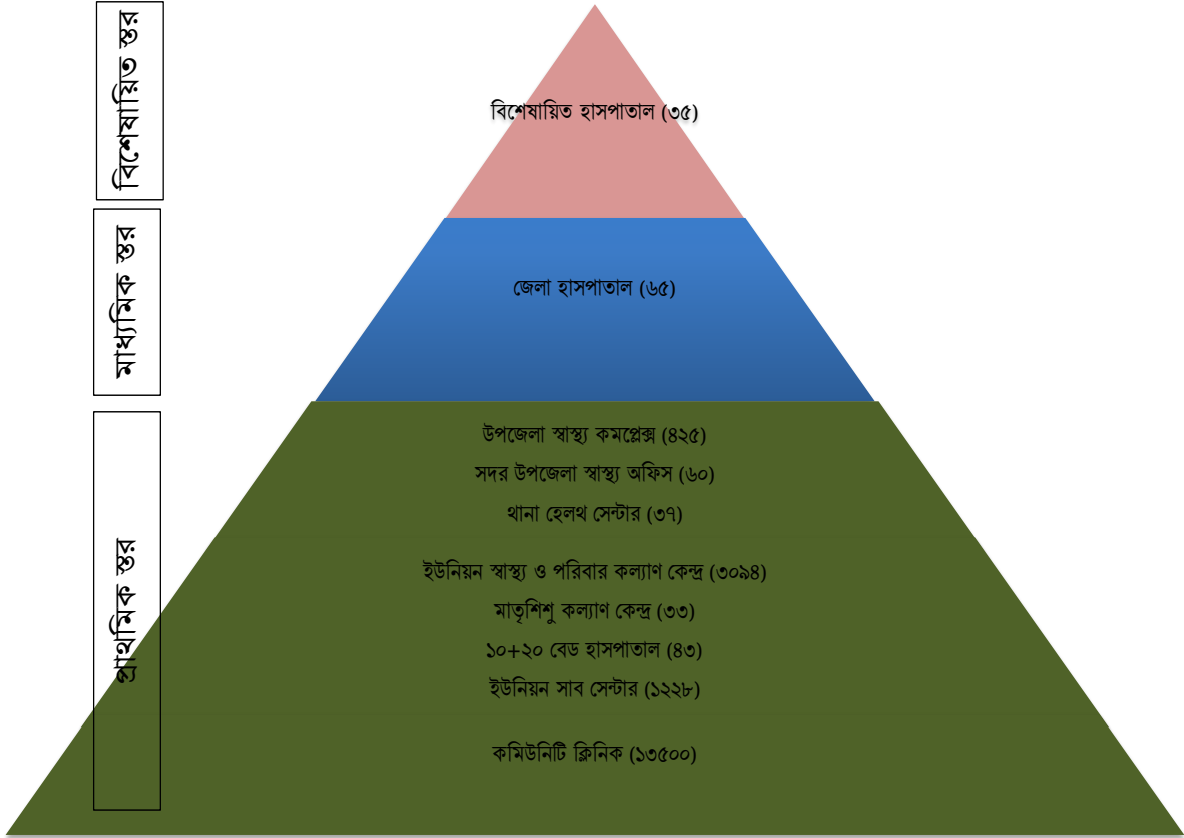 বিশেষায়িত স্তর
বিশেষায়িত হাসপাতাল (৩৫)
মাধ্যমিক স্তর
জেলা হাসপাতাল (৬৫)
প্রাথমিক স্তর
উপজেলা স্বাস্থ্য কমপ্লেক্স (৪২৫)
সদর উপজেলা স্বাস্থ্য অফিস (৬০)
থানা হেলথ সেন্টার (৩৭)
ইউনিয়ন স্বাস্থ্য ও পরিবার কল্যাণ কেন্দ্র (৩০৯৪)
মাতৃশিশু কল্যাণ কেন্দ্র (৩৩)
১০+২০ বেড হাসপাতাল (৪৩)
ইউনিয়ন সাব সেন্টার (১২২৮)
কমিউনিটি ক্লিনিক (১৩৫০০)